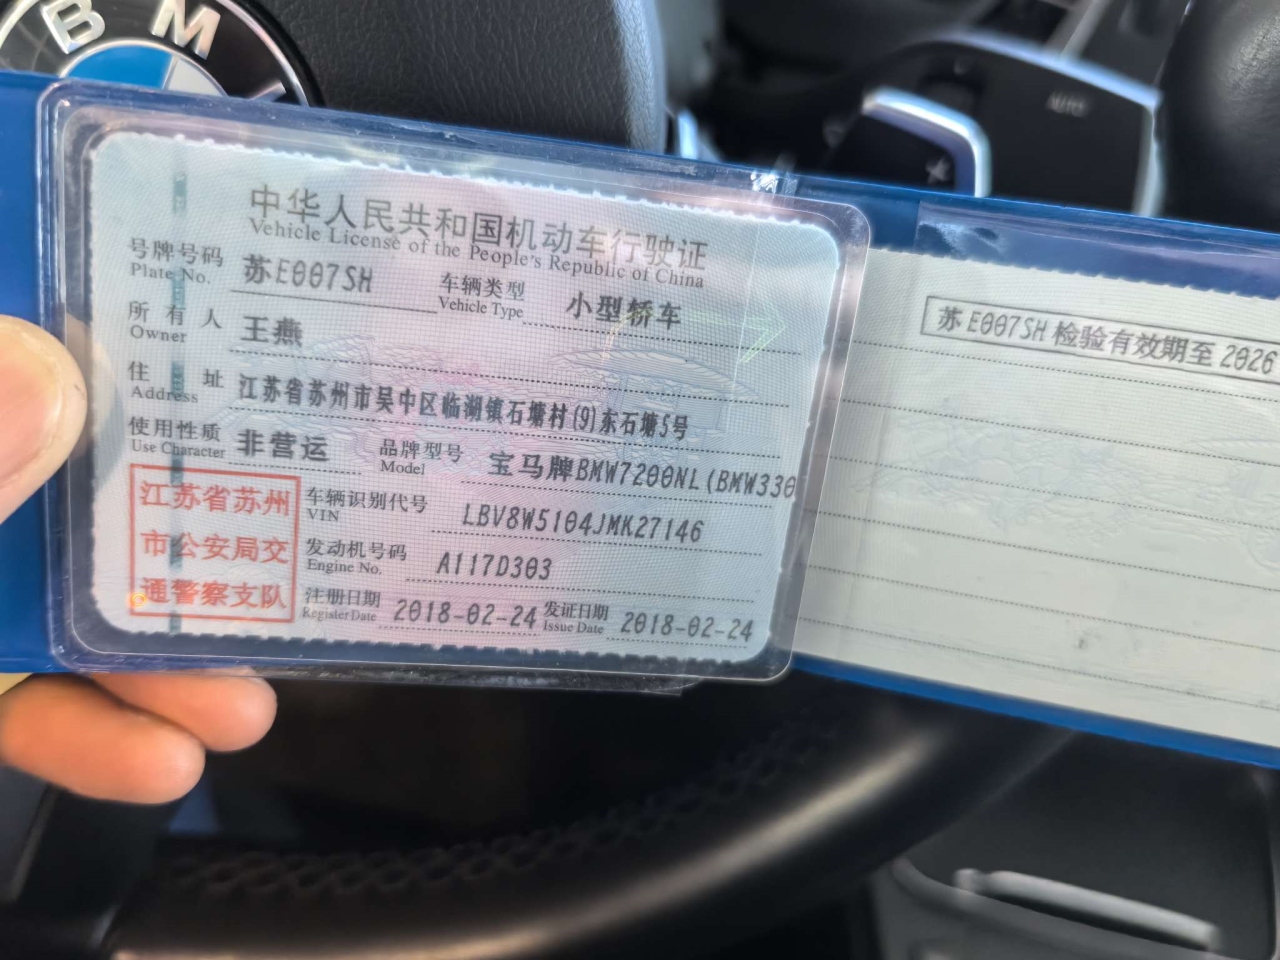 B M
AUTO
中华人民共和国机动车行驶证
Vehicle License of the People's Republic of China
号牌号码 苏E007SH 车辆类型 小型轿车
Plate No. Vehicle Type
所有人 王燕
Owner
住址 江苏省苏州市吴中区临湖镇石塘村(9)东石塘5号
Address
使用性质 非营运 品牌型号 宝马牌BMW7200NL(BMW330
Use Character Model
江苏省苏州
市公安局交
通警察支队
车辆识别代号 LBV8W5104JMK27146
VIN
发动机号码 A117D303
Engine No.
注册日期 2018-02-24 发证日期 2018-02-24
Register Date Issue Date
苏E007SH检验有效期至2026